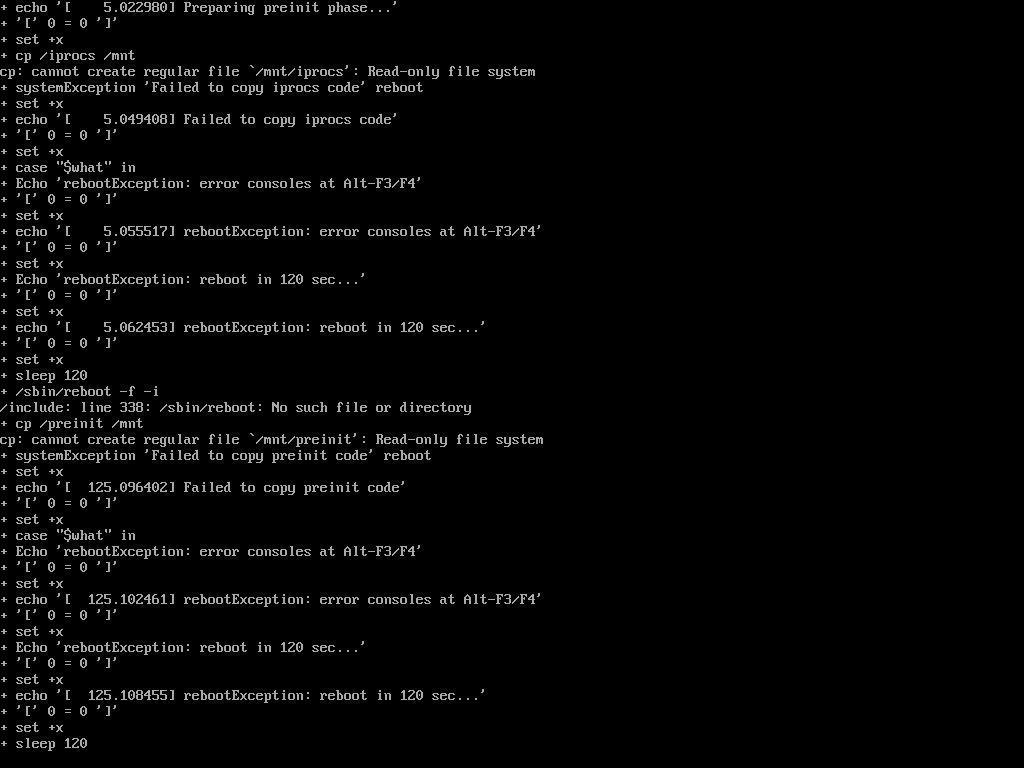 + echo '[    5.022980] Preparing preinit phase...'
+ '[' 0 = 0 ']'
+ set +x
+ cp /iprocs /mnt
cp: cannot create regular file `/mnt/iprocs': Read-only file system
+ systemException 'Failed to copy iprocs code' reboot
+ set +x
+ echo '[    5.049408] Failed to copy iprocs code'
+ '[' 0 = 0 ']'
+ set +x
+ case "$what" in
+ Echo 'rebootException: error consoles at Alt-F3/F4'
+ '[' 0 = 0 ']'
+ set +x
+ echo '[    5.055517] rebootException: error consoles at Alt-F3/F4'
+ '[' 0 = 0 ']'
+ set +x
+ Echo 'rebootException: reboot in 120 sec...'
+ '[' 0 = 0 ']'
+ set +x
+ echo '[    5.062453] rebootException: reboot in 120 sec...'
+ '[' 0 = 0 ']'
+ set +x
+ sleep 120
+ /sbin/reboot -f -i
/include: line 338: /sbin/reboot: No such file or directory
+ cp /preinit /mnt
cp: cannot create regular file `/mnt/preinit': Read-only file system
+ systemException 'Failed to copy preinit code' reboot
+ set +x
+ echo '[  125.096402] Failed to copy preinit code'
+ '[' 0 = 0 ']'
+ set +x
+ case "$what" in
+ Echo 'rebootException: error consoles at Alt-F3/F4'
+ '[' 0 = 0 ']'
+ set +x
+ echo '[  125.102461] rebootException: error consoles at Alt-F3/F4'
+ '[' 0 = 0 ']'
+ set +x
+ Echo 'rebootException: reboot in 120 sec...'
+ '[' 0 = 0 ']'
+ set +x
+ echo '[  125.108455] rebootException: reboot in 120 sec...'
+ '[' 0 = 0 ']'
+ set +x
+ sleep 120